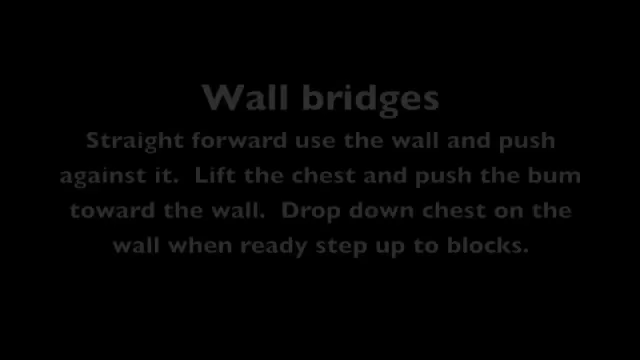 Wall bridges
Straight forward use the wall and push
against it.  Lift the chest and push the bum
toward the wall.  Drop down chest on the
wall when ready step up to blocks.